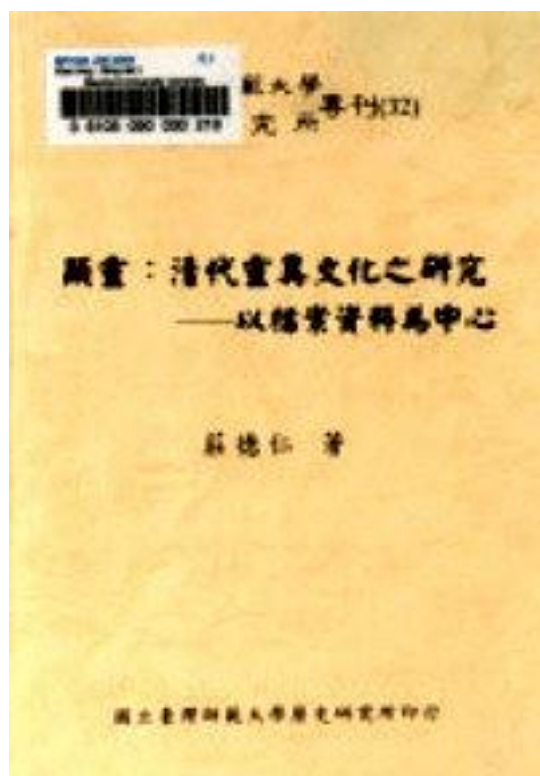 範大學
究所
專刊(32)
顯靈：清代靈異文化之研究
——以檔案資料為中心
莊德仁 著
國立臺灣師範大學歷史研究所印行